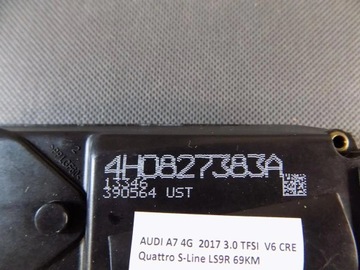 4H0827383A
13346
390564 UST
AUDI A7 4G 2017 3.0 TFSI V6 CRE
Quattro S-Line LS9R 69KM